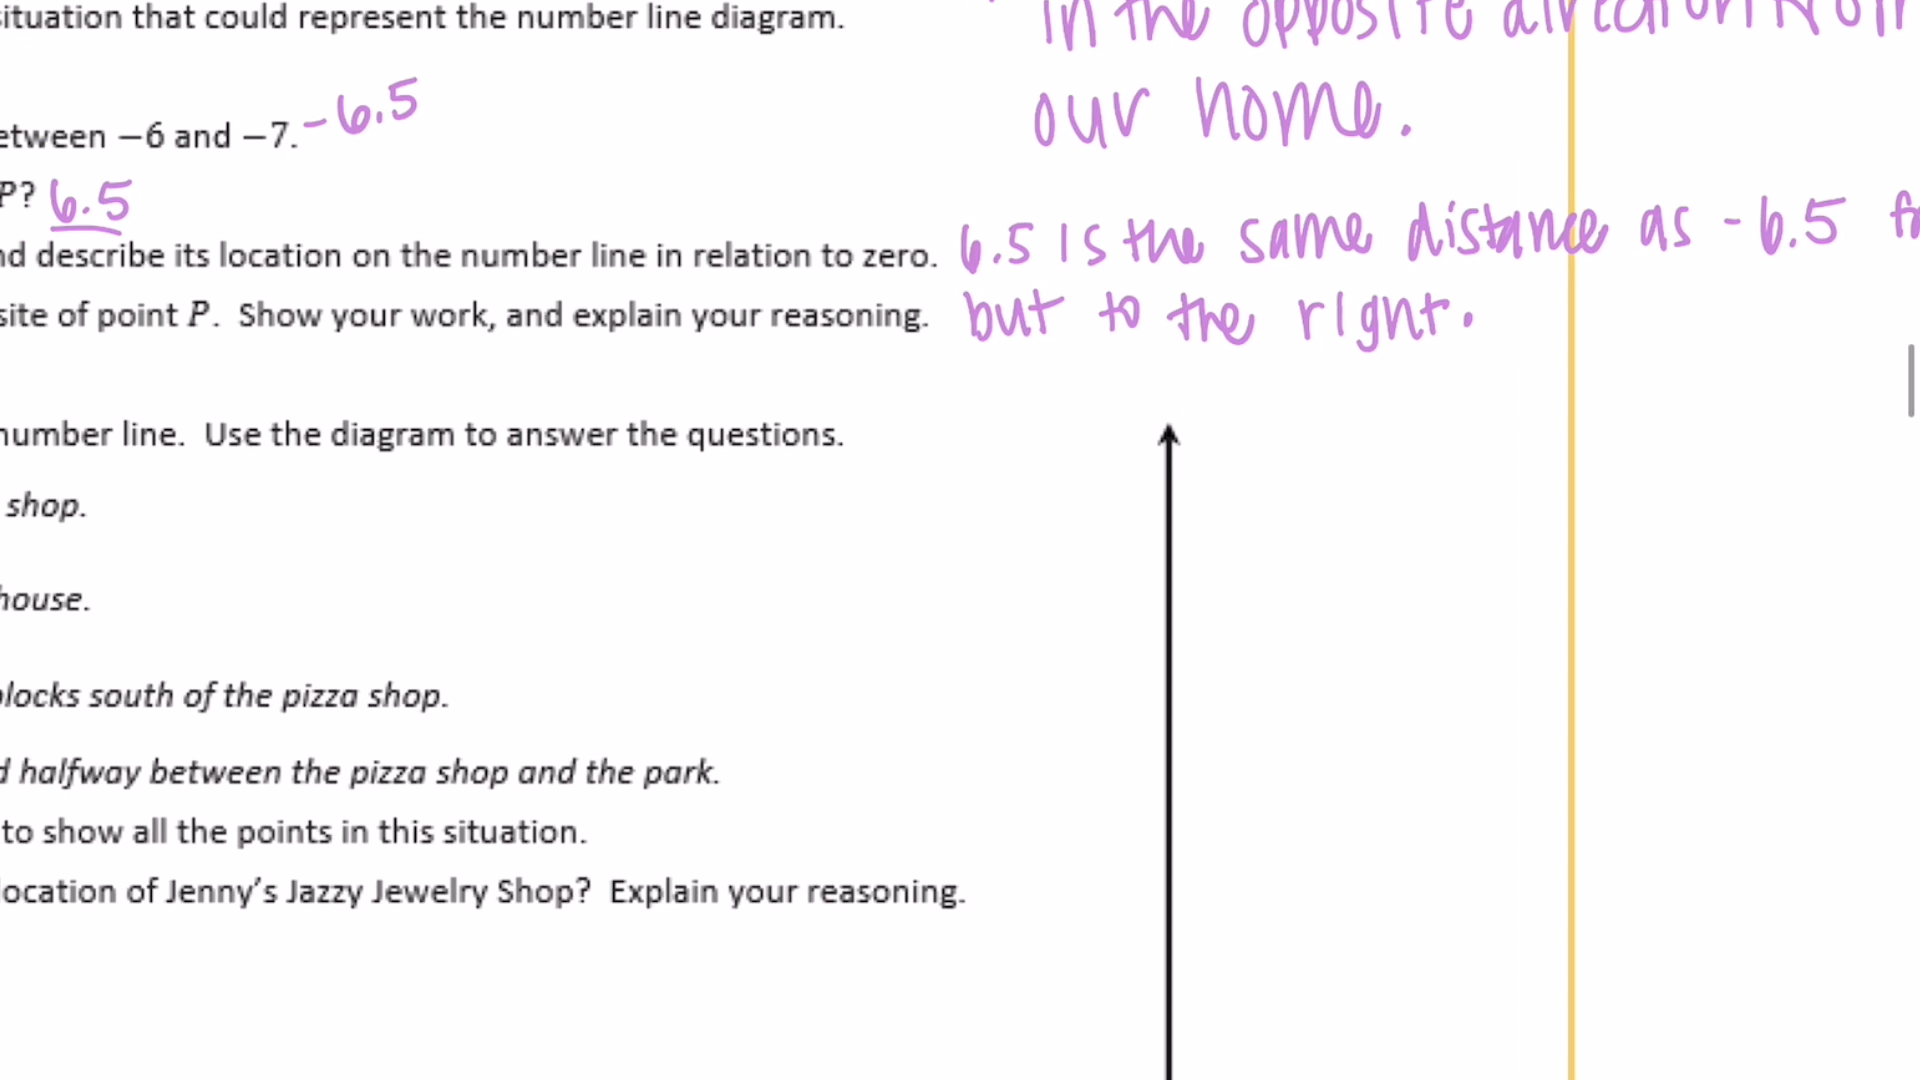 situation that could represent the number line diagram.
in the opposite direction from
our home.
between −6 and −7. -6.5
P? 6.5
and describe its location on the number line in relation to zero.
6.5 is the same distance as -6.5
site of point P. Show your work, and explain your reasoning.
but to the right.
number line. Use the diagram to answer the questions.
shop.
house.
blocks south of the pizza shop.
halfway between the pizza shop and the park.
to show all the points in this situation.
location of Jenny’s Jazzy Jewelry Shop? Explain your reasoning.